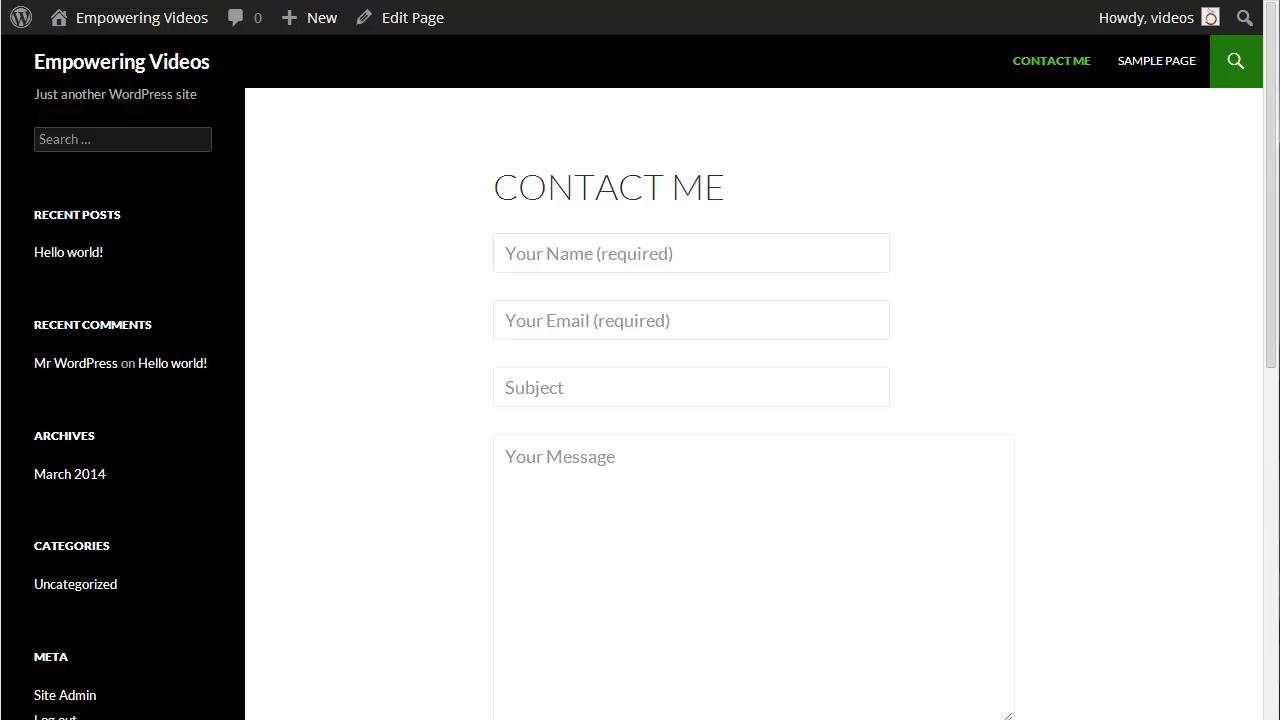 Empowering Videos
0
New
Edit Page
Howdy, videos
Empowering Videos
Just another WordPress site
CONTACT ME
SAMPLE PAGE
Search ...
RECENT POSTS
Hello world!
RECENT COMMENTS
Mr WordPress on Hello world!
ARCHIVES
March 2014
CATEGORIES
Uncategorized
META
Site Admin
Log out
CONTACT ME
Your Name (required)
Your Email (required)
Subject
Your Message